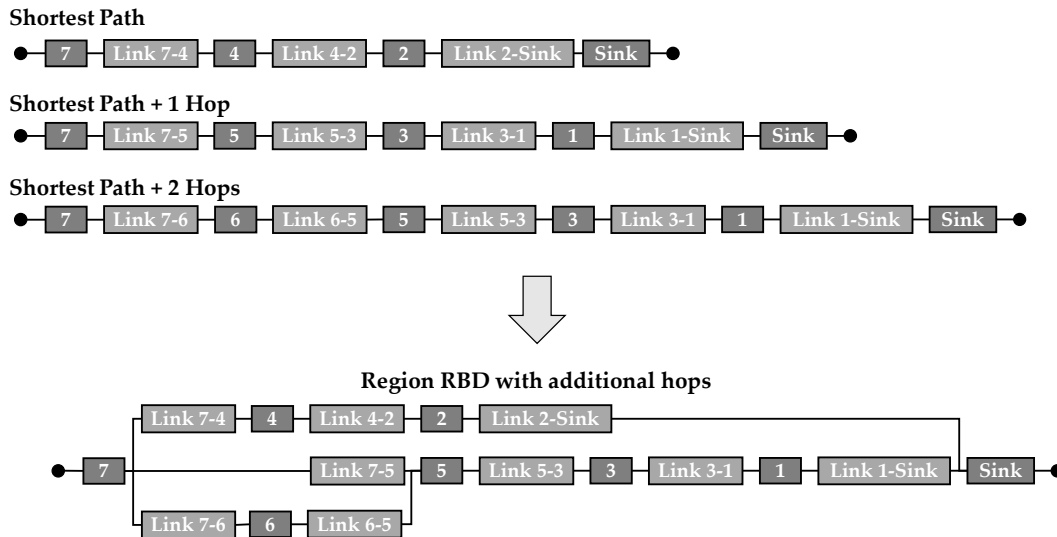 Shortest Path
7 Link 7-4 4 Link 4-2 2 Link 2-Sink Sink
Shortest Path + 1 Hop
7 Link 7-5 5 Link 5-3 3 Link 3-1 1 Link 1-Sink Sink
Shortest Path + 2 Hops
7 Link 7-6 6 Link 6-5 5 Link 5-3 3 Link 3-1 1 Link 1-Sink Sink
Region RBD with additional hops
Link 7-4 4 Link 4-2 2 Link 2-Sink
7 Link 7-5 5 Link 5-3 3 Link 3-1 1 Link 1-Sink Sink
Link 7-6 6 Link 6-5